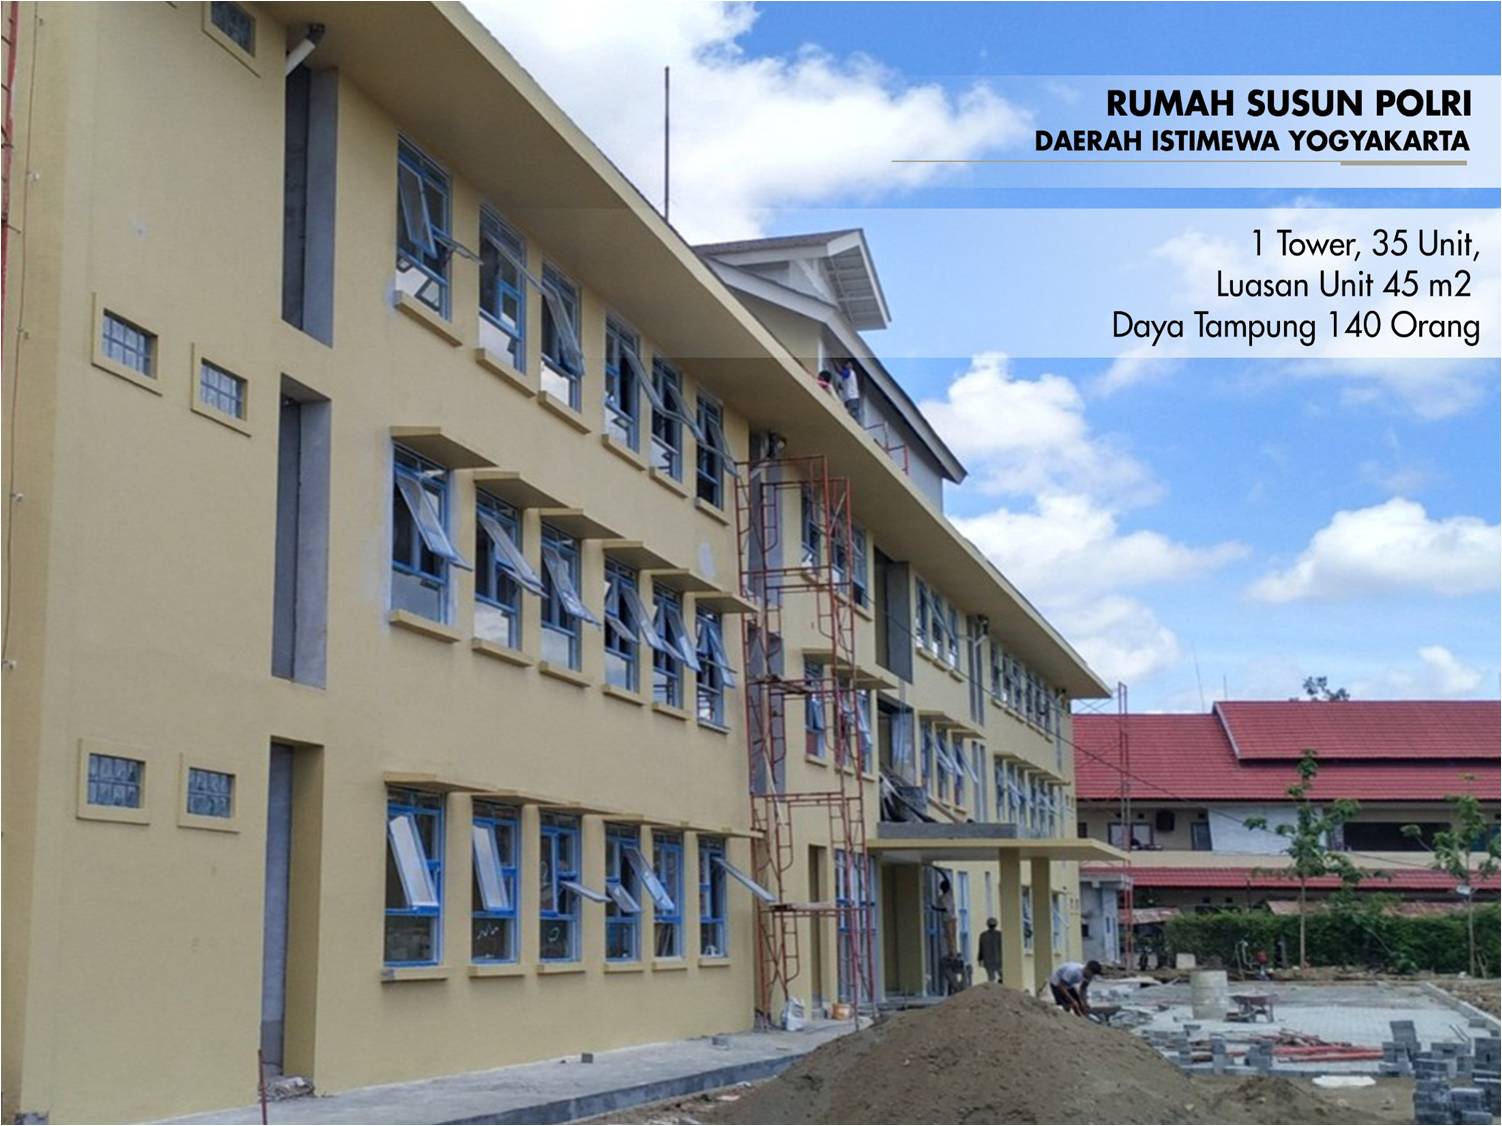 RUMAH SUSUN POLRI
DAERAH ISTIMEWA YOGYAKARTA
1 Tower, 35 Unit,
Luasan Unit 45 m2
Daya Tampung 140 Orang